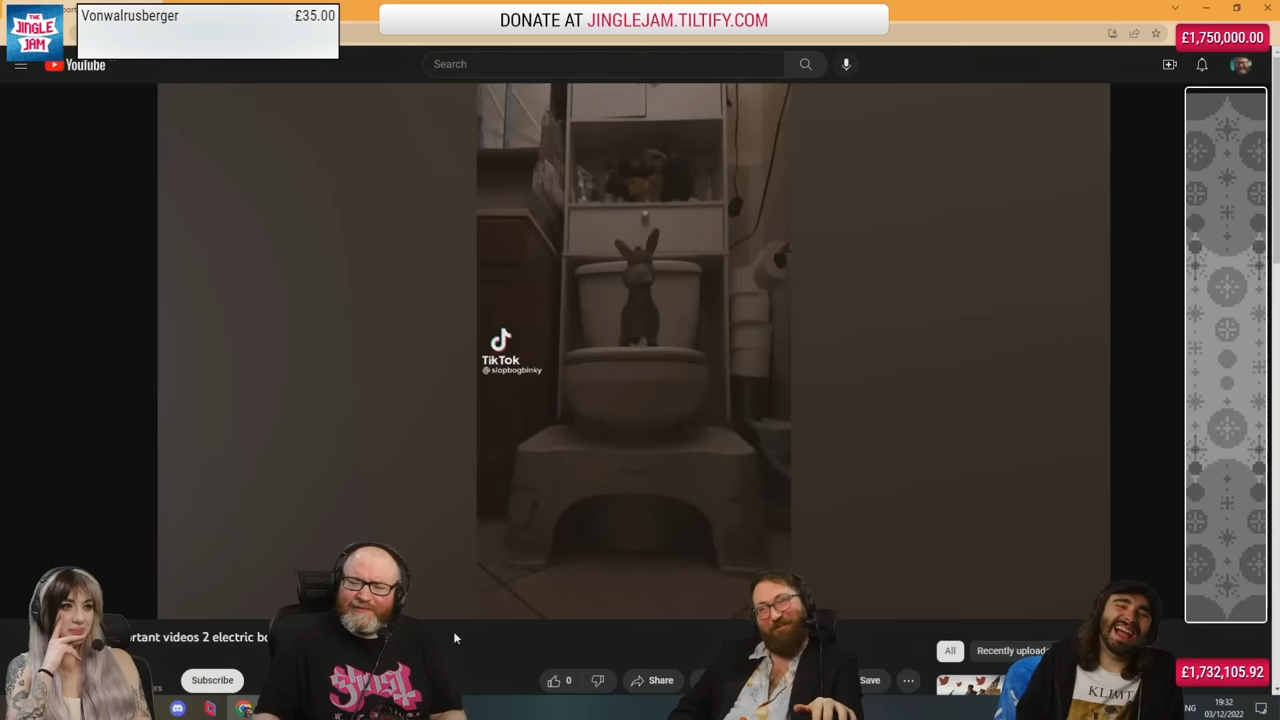 THE
JINGLE
JAM
Vonwalrusberger £35.00
DONATE AT JINGLEJAM.TILTIFY.COM
£1,750,000.00
YouTube
Search
TikTok
@slopbogbinky
rtant videos 2 electric bo
All
Recently upload
rs
Subscribe
0
Share
Save
£1,732,105.92
KLIMT
NG
19:32
03/12/2022